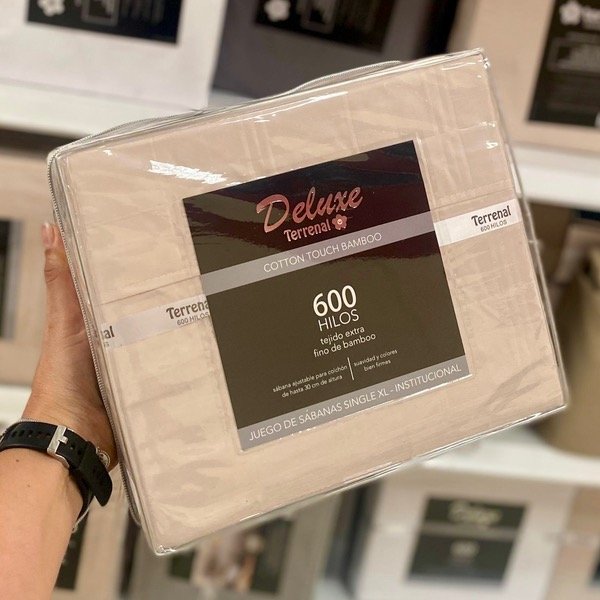 Deluxe
Terrenal
COTTON TOUCH BAMBOO
600
HILOS
tejido extra
fino de bamboo
sábana ajustable para colchón
de hasta 30 cm de altura
suavidad y colores
bien firmes
JUEGO DE SÁBANAS SINGLE XL - INSTITUCIONAL
Terrenal
600 HILOS
Terrenal
600 HILOS